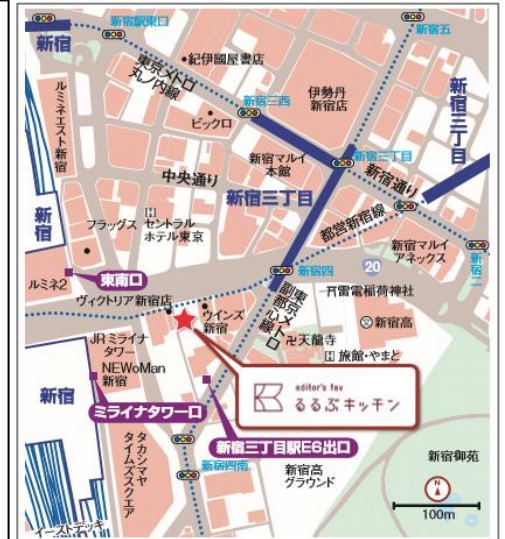 新宿駅東口
新宿五
新宿
紀伊國屋書店
東京メトロ
丸ノ内線
伊勢丹
新宿店
ルミネエスト新宿
新宿三西
ビックロ
新宿三丁目
新宿マルイ
本館
新宿三丁目
中央通り
新宿通り
新宿三丁目
都営新宿線
新宿
フラッグス
H
セントラル
ホテル東京
新宿マルイ
アネックス
新宿二
新宿四
20
東南口
ルミネ2
雷電稲荷神社
ヴィクトリア新宿店
ウインズ
新宿
東京メトロ
副都心線
新宿高
天龍寺
JRミライナ
タワー
H 旅館・やまと
NEWoMan
新宿
新宿
editor's fav
るるぶキッチン
ミライナタワー口
新宿三丁目駅E6出口
タカシマヤ
タイムズスクエア
新宿四南
新宿高
グラウンド
新宿御苑
N
100m
イーストデッキ